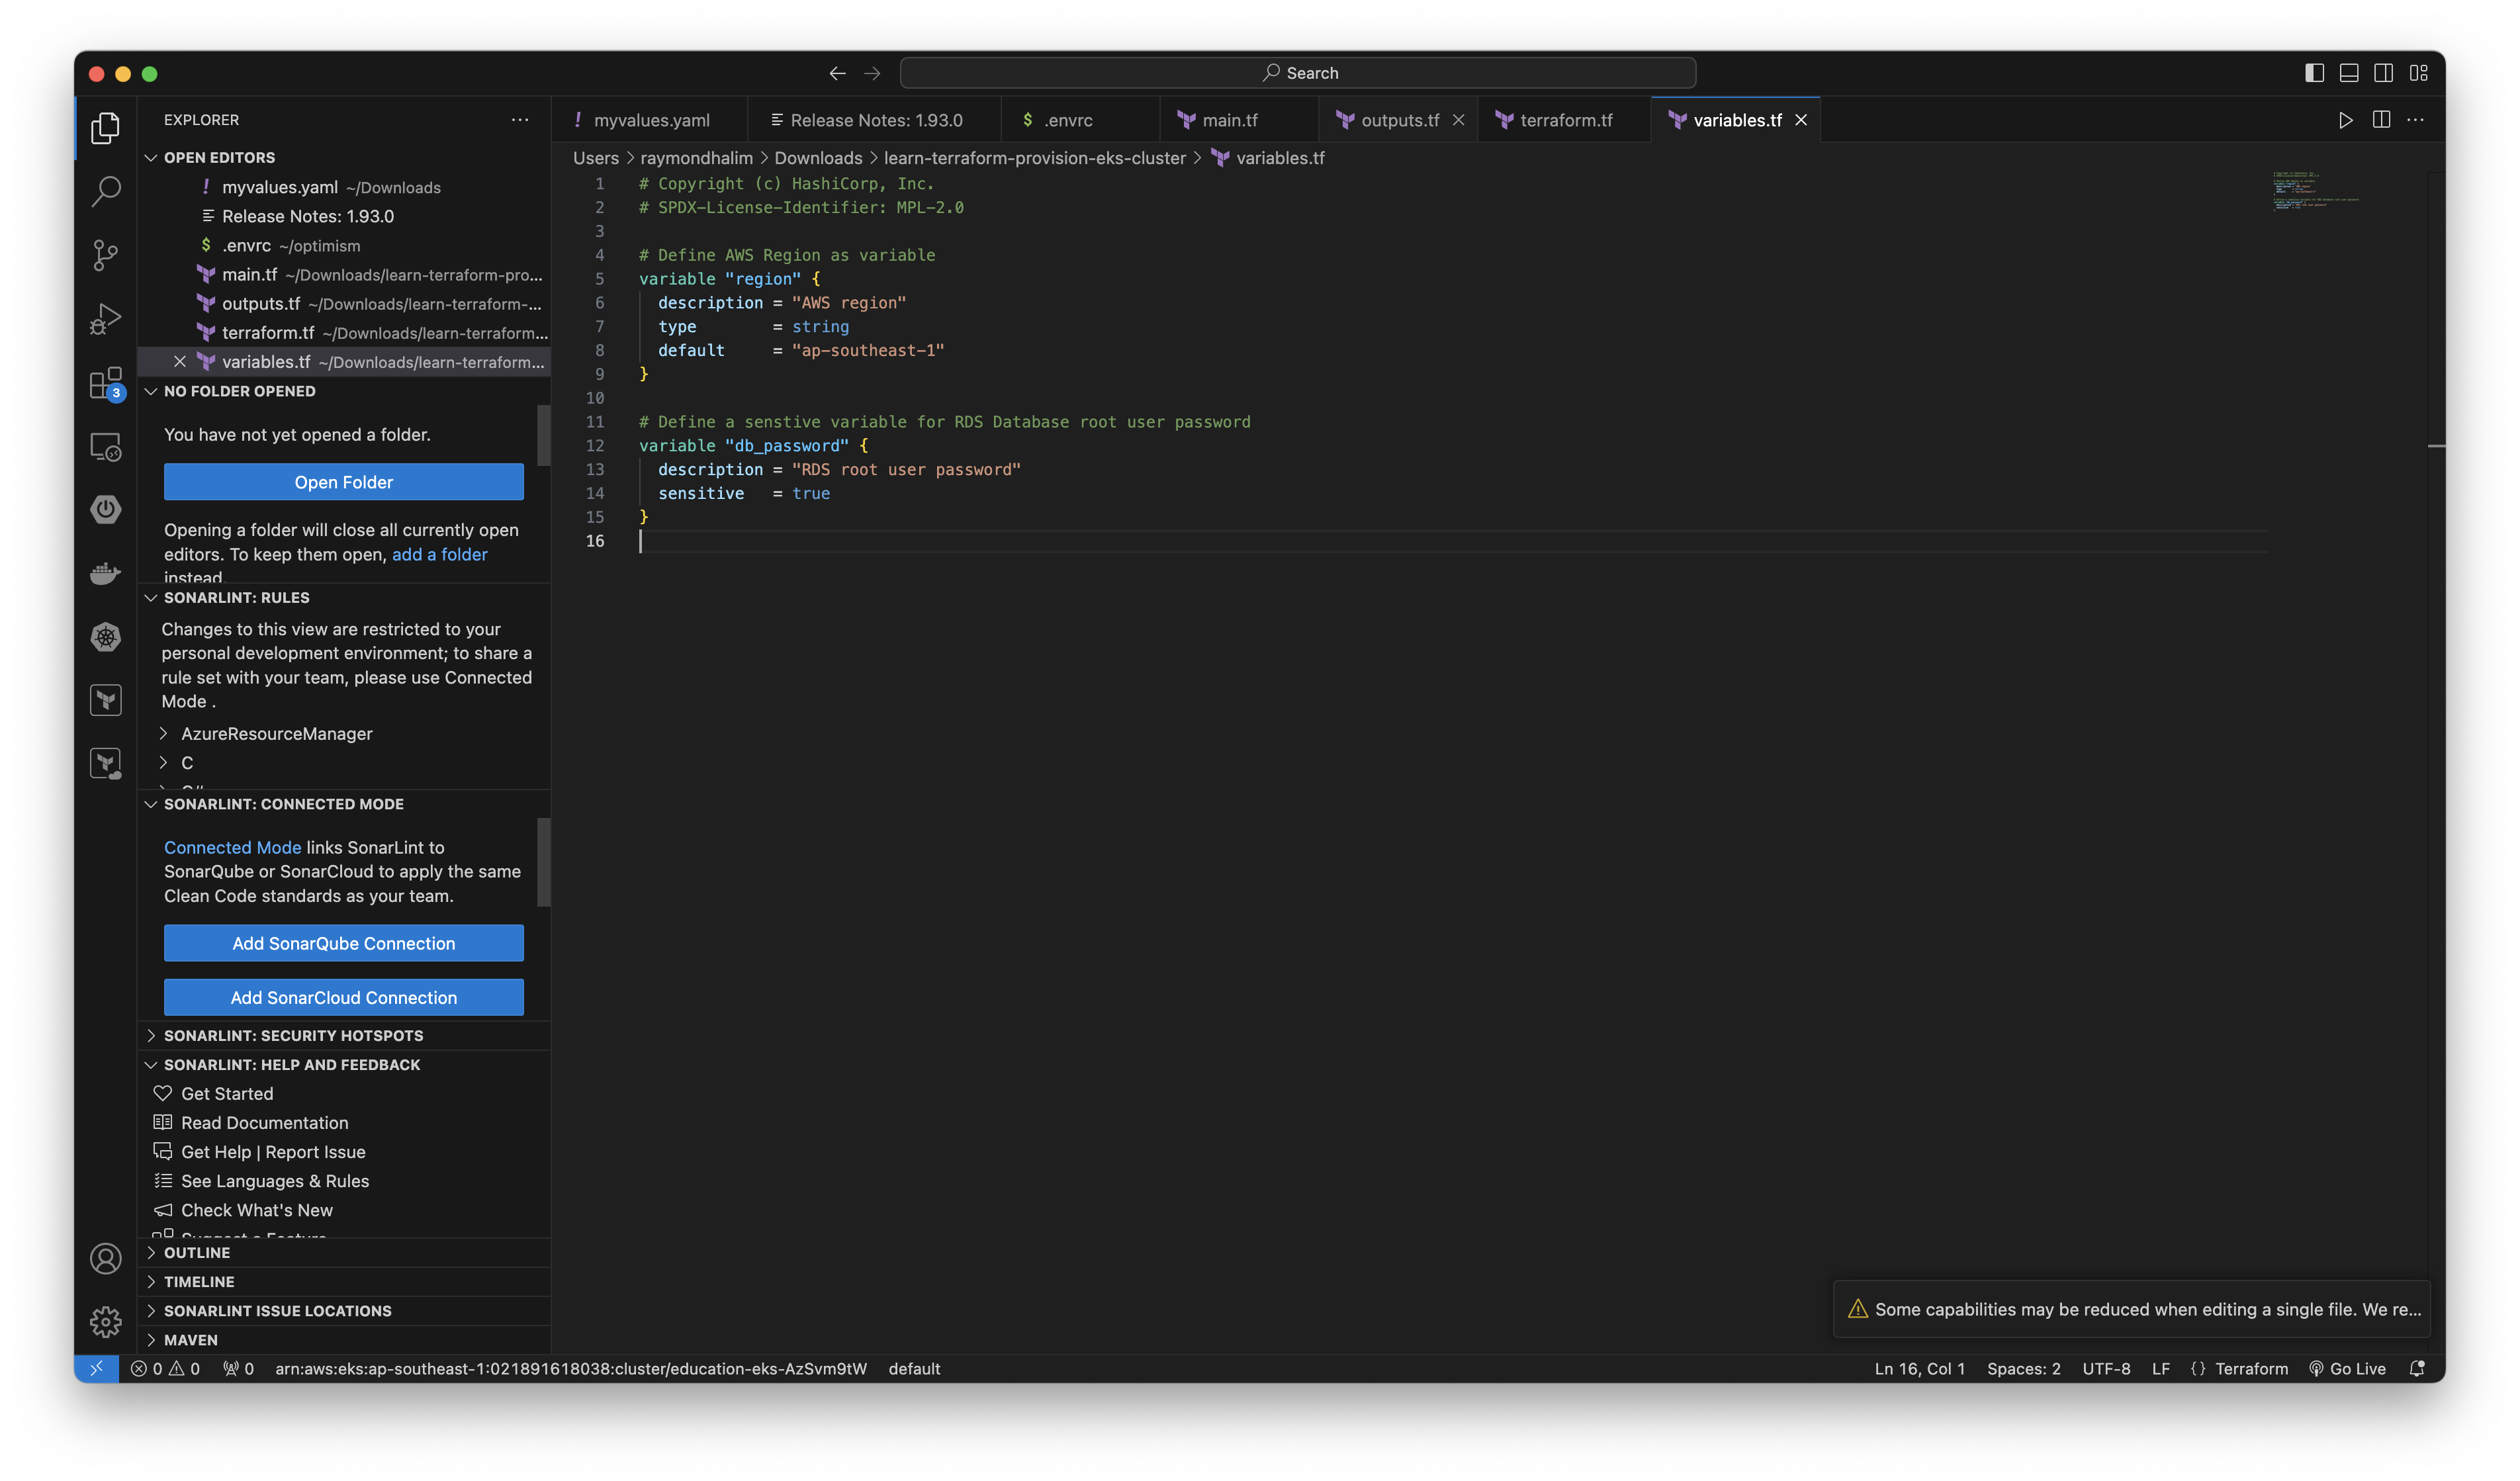 Search
EXPLORER
myvalues.yaml
Release Notes: 1.93.0
$ .envrc
main.tf
outputs.tf
terraform.tf
variables.tf
Users > raymondhalim > Downloads > learn-terraform-provision-eks-cluster > variables.tf
OPEN EDITORS
! myvalues.yaml ~/Downloads
Release Notes: 1.93.0
$ .envrc ~/optimism
main.tf ~/Downloads/learn-terraform-pro...
outputs.tf ~/Downloads/learn-terraform-...
terraform.tf ~/Downloads/learn-terraform...
variables.tf ~/Downloads/learn-terraform...
NO FOLDER OPENED
You have not yet opened a folder.
Open Folder
Opening a folder will close all currently open
editors. To keep them open, add a folder
instead.
SONARLINT: RULES
Changes to this view are restricted to your
personal development environment; to share a
rule set with your team, please use Connected
Mode .
AzureResourceManager
C
C#
SONARLINT: CONNECTED MODE
Connected Mode links SonarLint to
SonarQube or SonarCloud to apply the same
Clean Code standards as your team.
Add SonarQube Connection
Add SonarCloud Connection
SONARLINT: SECURITY HOTSPOTS
SONARLINT: HELP AND FEEDBACK
Get Started
Read Documentation
Get Help | Report Issue
See Languages & Rules
Check What's New
Suggest a Feature
OUTLINE
TIMELINE
SONARLINT ISSUE LOCATIONS
MAVEN
3
1 # Copyright (c) HashiCorp, Inc.
2 # SPDX-License-Identifier: MPL-2.0
3
4 # Define AWS Region as variable
5 variable "region" {
6 description = "AWS region"
7 type = string
8 default = "ap-southeast-1"
9 }
10
11 # Define a senstive variable for RDS Database root user password
12 variable "db_password" {
13 description = "RDS root user password"
14 sensitive = true
15 }
16
Some capabilities may be reduced when editing a single file. We re...
0 0 0 arn:aws:eks:ap-southeast-1:021891618038:cluster/education-eks-AzSvm9tW default
Ln 16, Col 1 Spaces: 2 UTF-8 LF {} Terraform Go Live